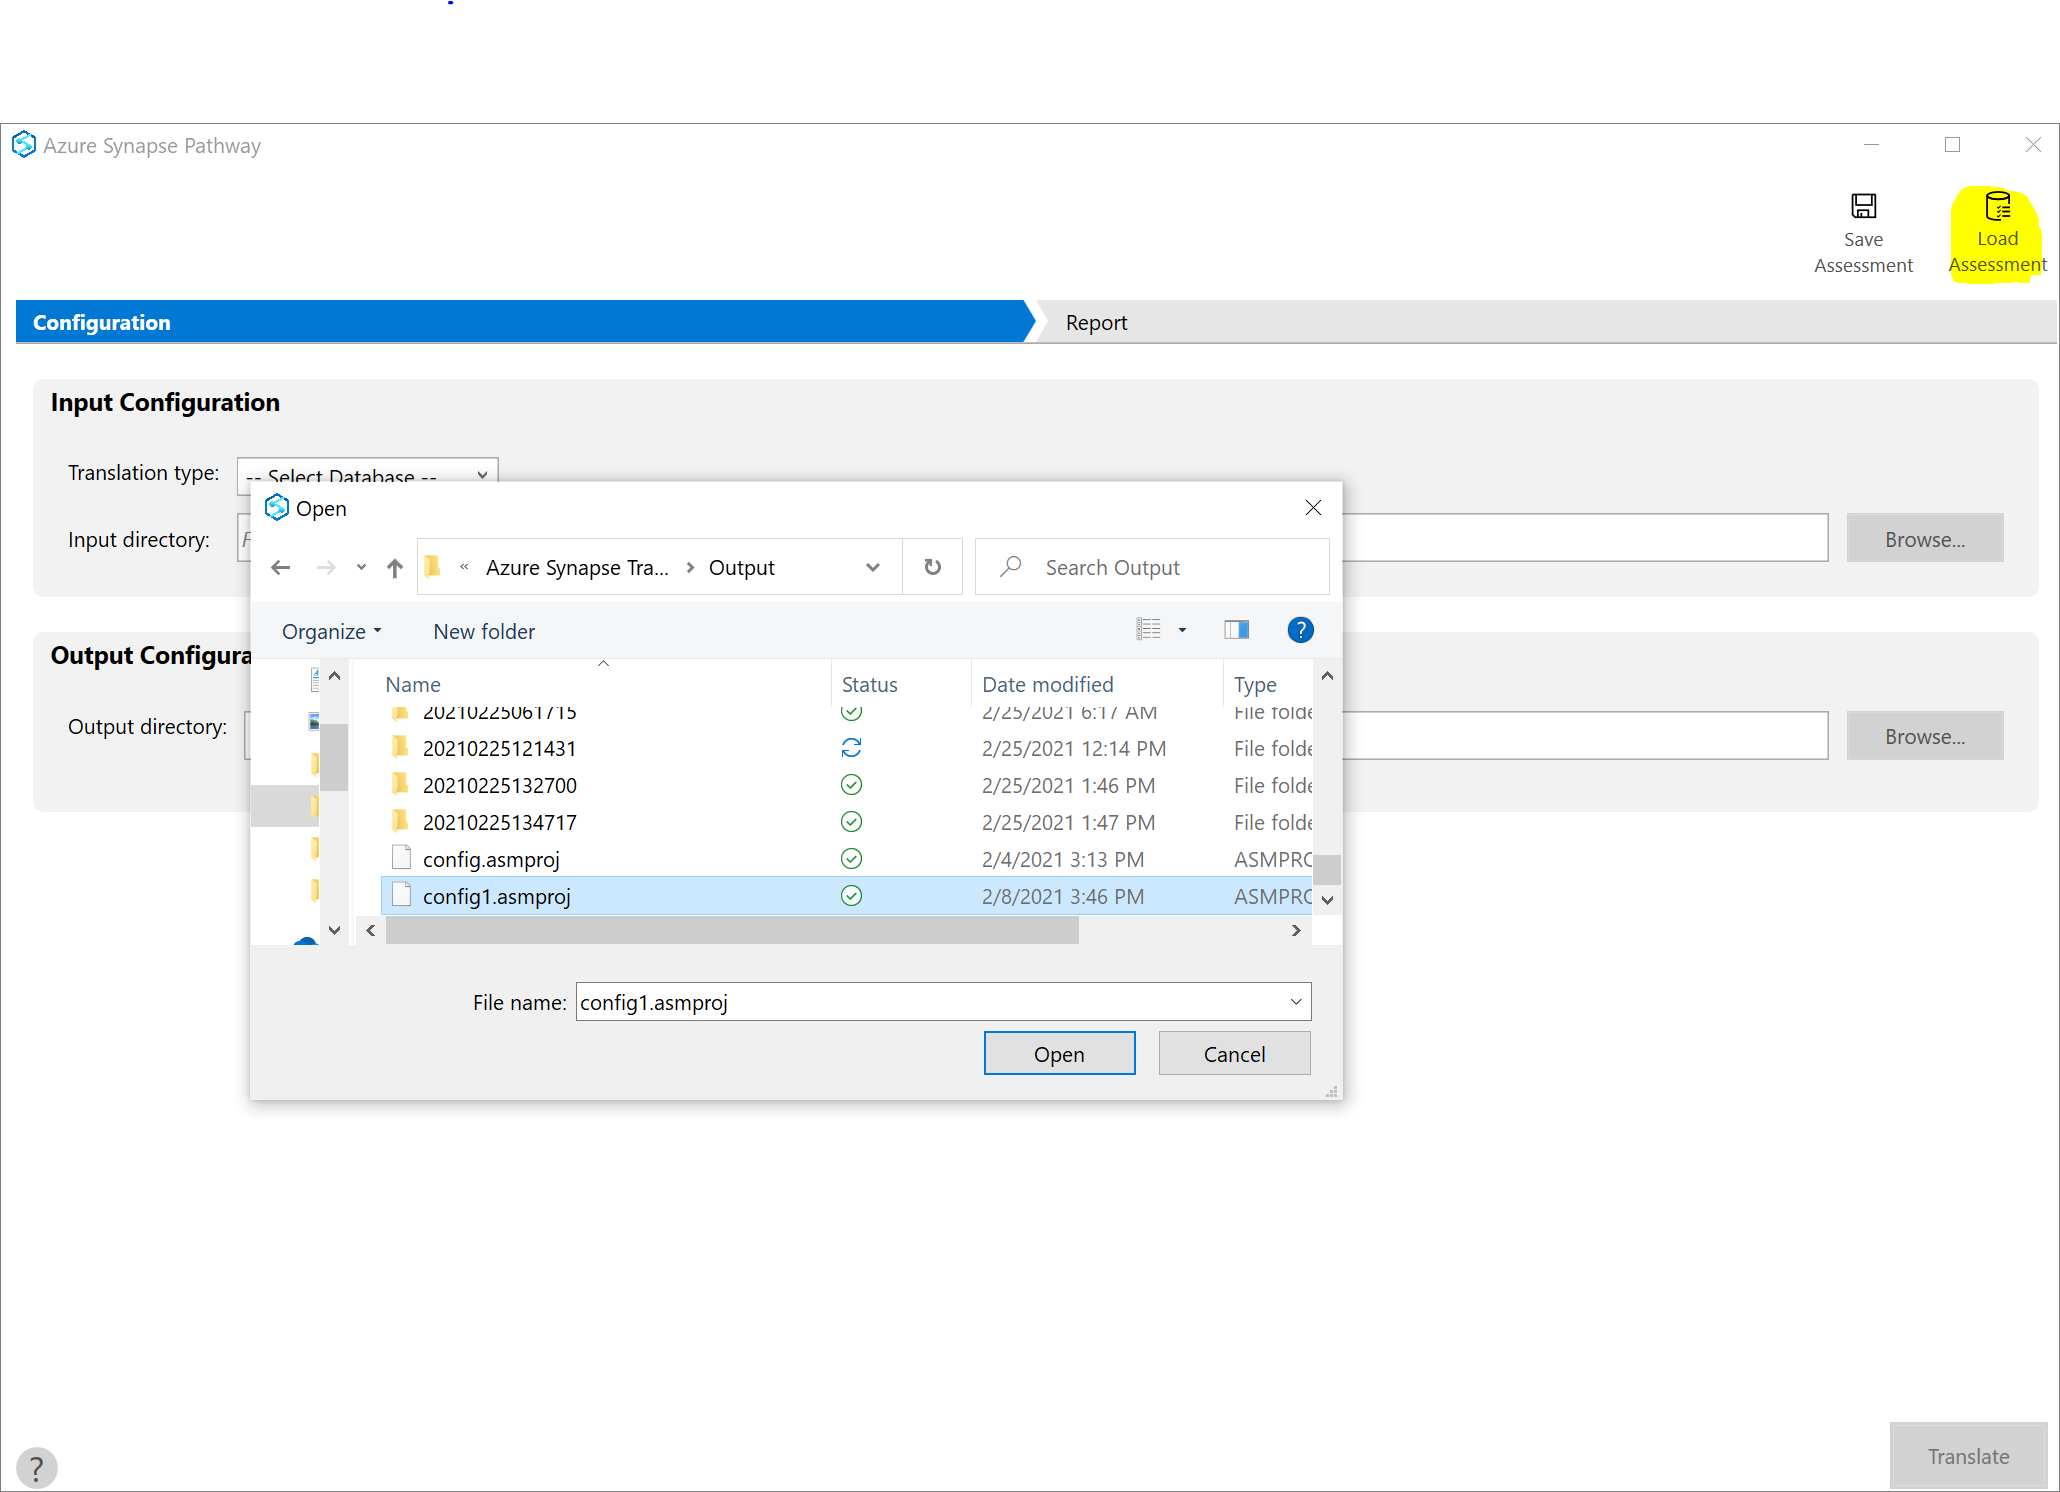 Azure Synapse Pathway
Save
Assessment
Load
Assessment
Configuration
Report
Input Configuration
Translation type:
-- Select Database --
Input directory:
Browse...
Open
« Azure Synapse Tra... > Output
Search Output
Organize
New folder
?
Output Configura
Output directory:
Browse...
Name
Status
Date modified
Type
20210225061715 2/25/2021 6:17 AM File folde
20210225121431 2/25/2021 12:14 PM File folde
20210225132700 2/25/2021 1:46 PM File folde
20210225134717 2/25/2021 1:47 PM File folde
config.asmproj 2/4/2021 3:13 PM ASMPRO
config1.asmproj 2/8/2021 3:46 PM ASMPRO
File name: config1.asmproj
Open
Cancel
?
Translate